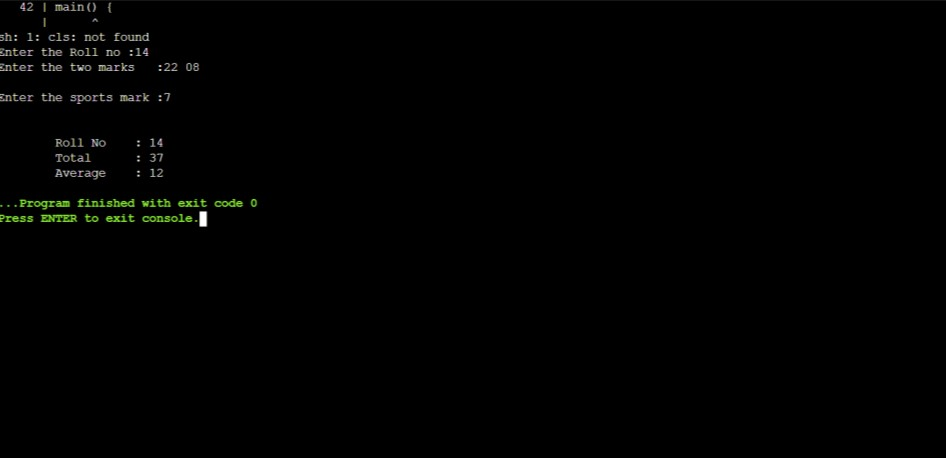 42 | main() {
| ^
sh: 1: cls: not found
Enter the Roll no :14
Enter the two marks :22 08
Enter the sports mark :7
Roll No : 14
Total : 37
Average : 12
...Program finished with exit code 0
Press ENTER to exit console.